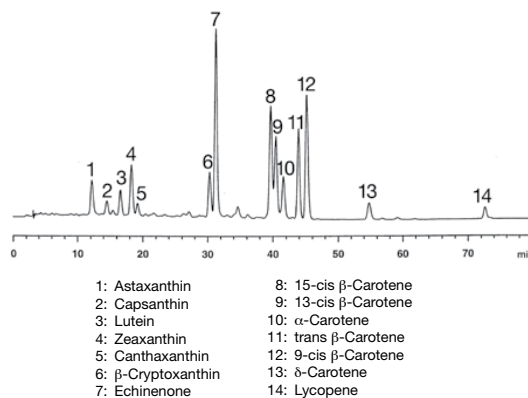 7
12
8
11
9
4
6
1
3
10
2
5
13
14
0 10 20 30 40 50 60 70 mi
1: Astaxanthin
2: Capsanthin
3: Lutein
4: Zeaxanthin
5: Canthaxanthin
6: β-Cryptoxanthin
7: Echinenone
8: 15-cis β-Carotene
9: 13-cis β-Carotene
10: α-Carotene
11: trans β-Carotene
12: 9-cis β-Carotene
13: δ-Carotene
14: Lycopene